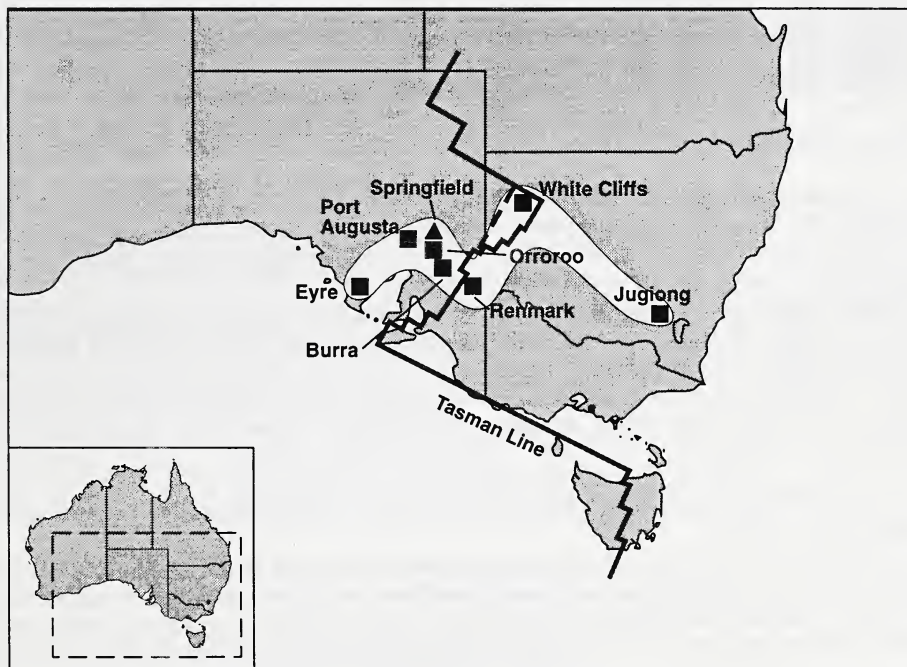 Springfield
White Cliffs
Port
Augusta
Orroroo
Eyre
Renmark
Jugiong
Burra
Tasman Line